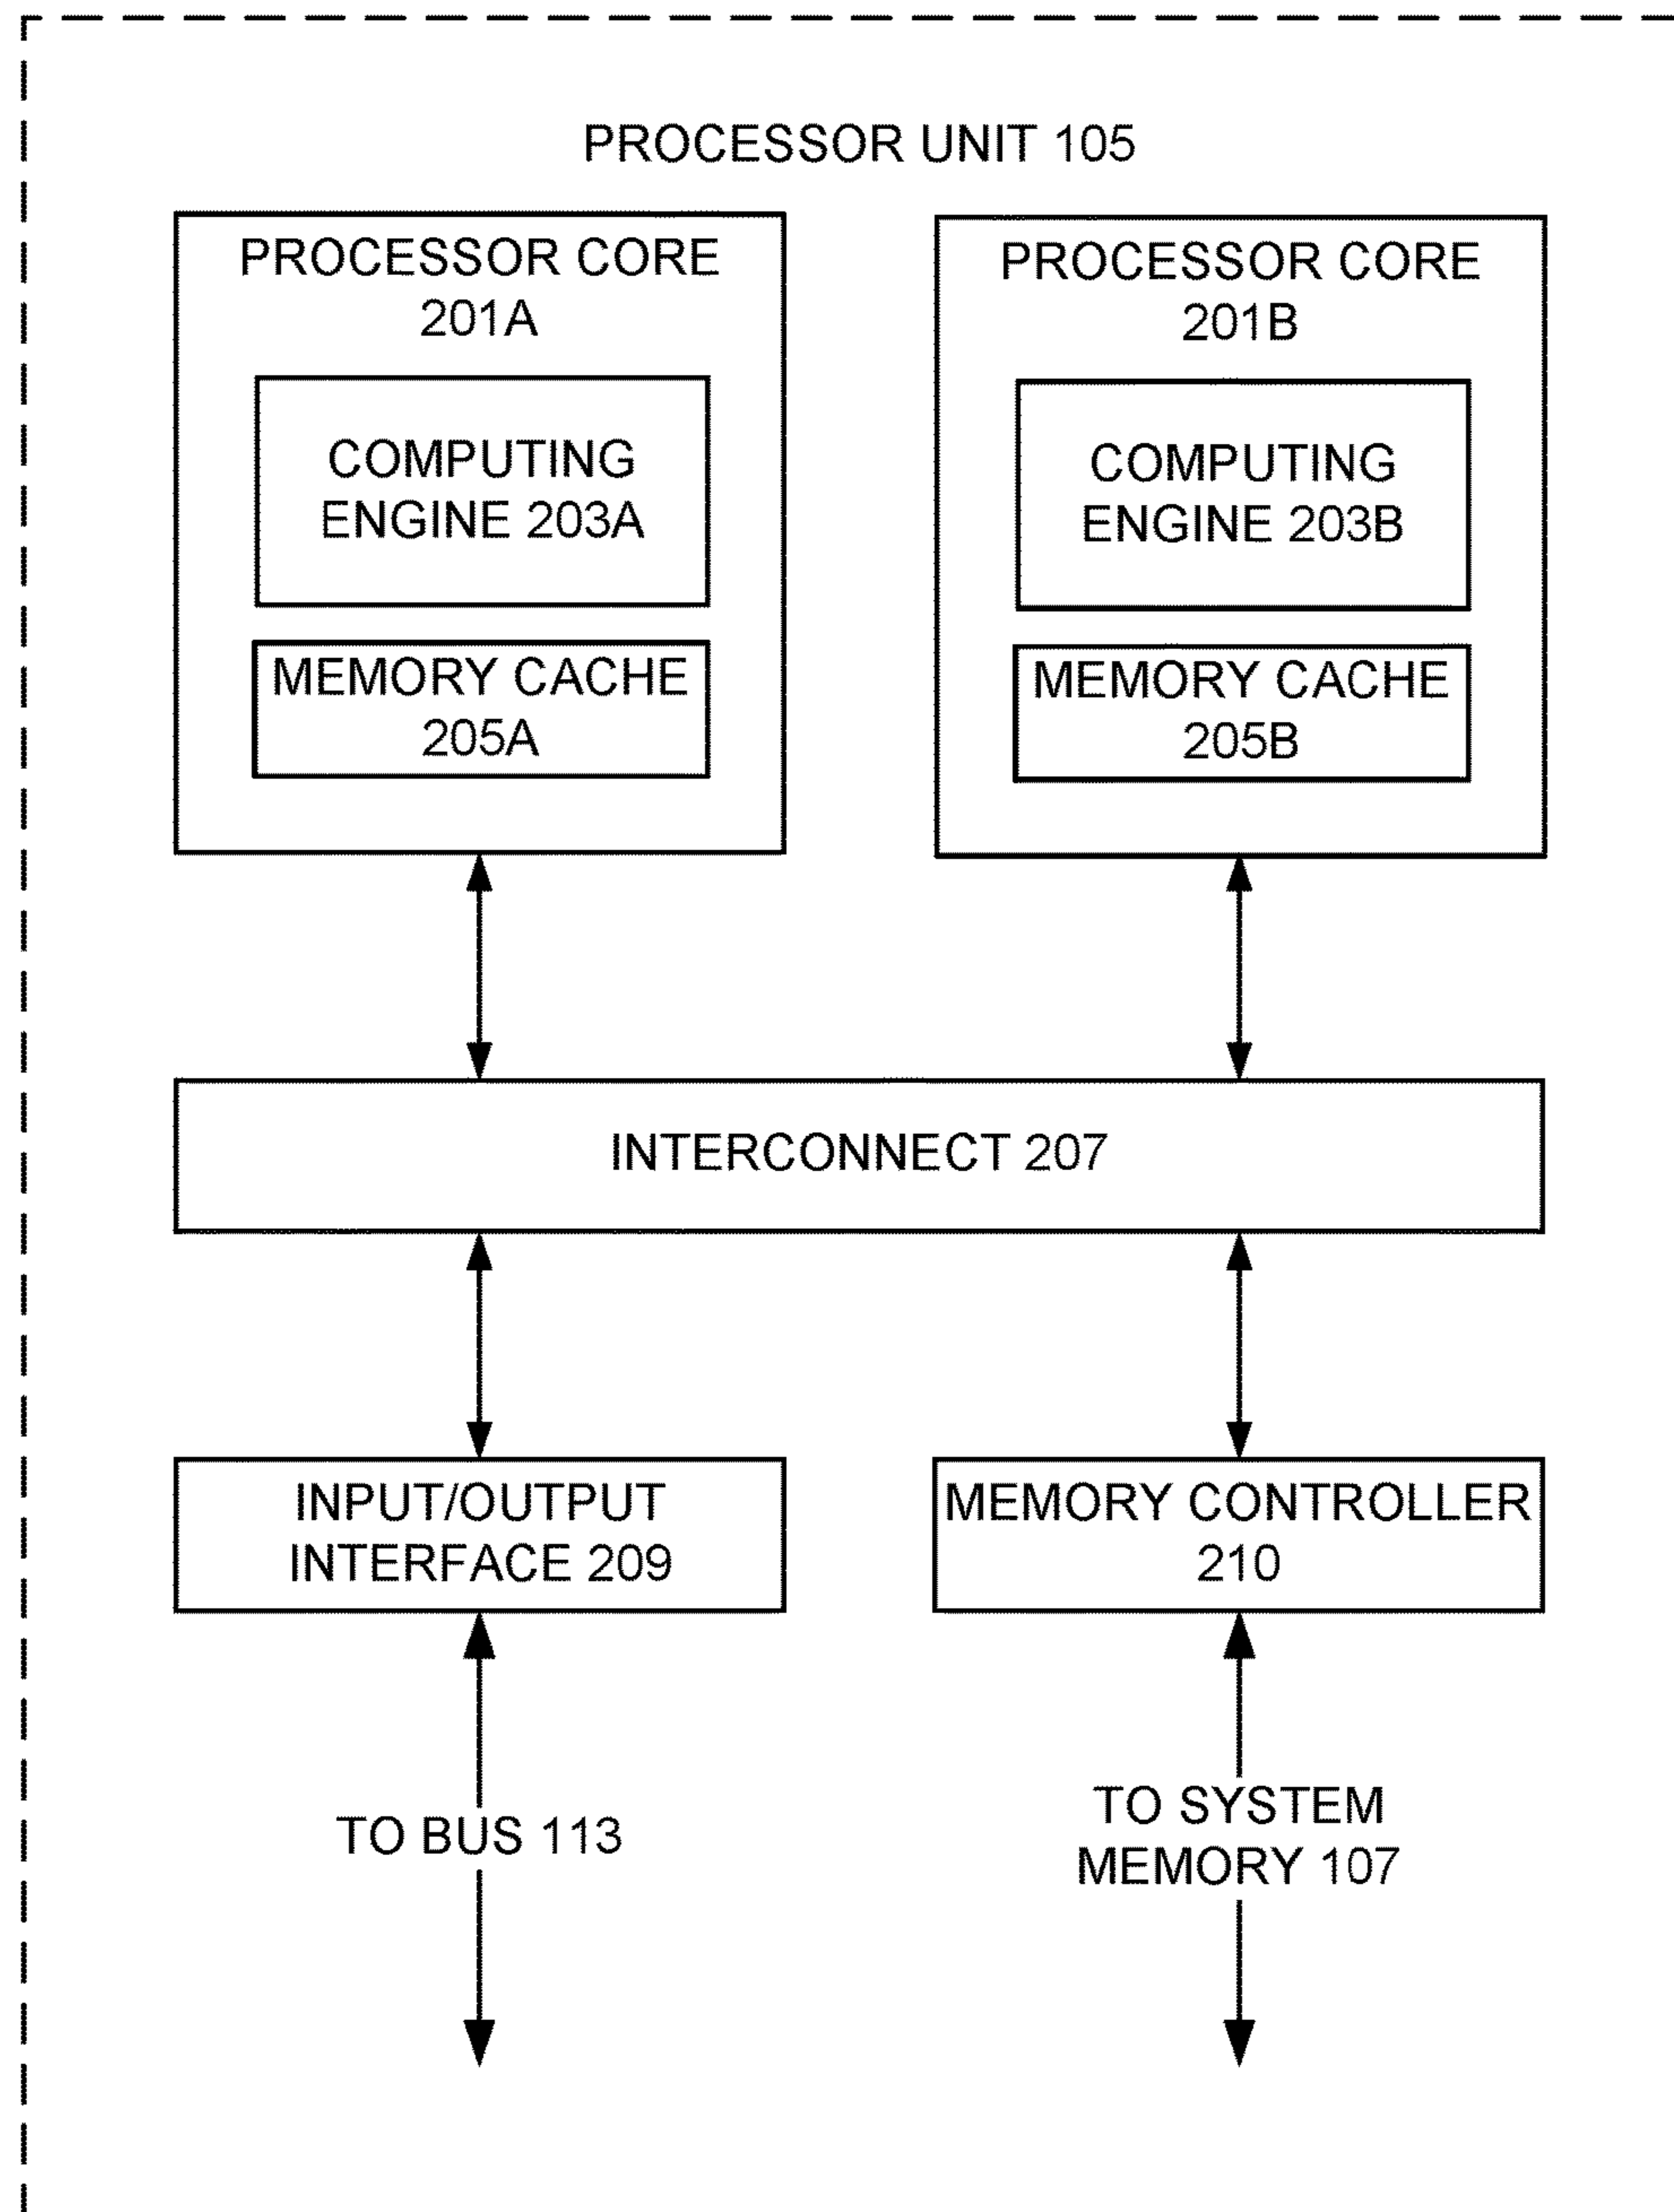 PROCESSOR UNIT 105
PROCESSOR CORE
201A
COMPUTING
ENGINE 203A
MEMORY CACHE
205A
PROCESSOR CORE
201B
COMPUTING
ENGINE 203B
MEMORY CACHE
205B
INTERCONNECT 207
INPUT/OUTPUT
INTERFACE 209
MEMORY CONTROLLER
210
TO BUS 113
TO SYSTEM
MEMORY 107